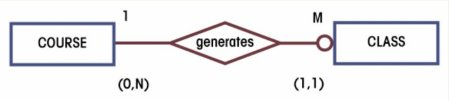 1 M
COURSE generates CLASS
(0,N) (1,1)